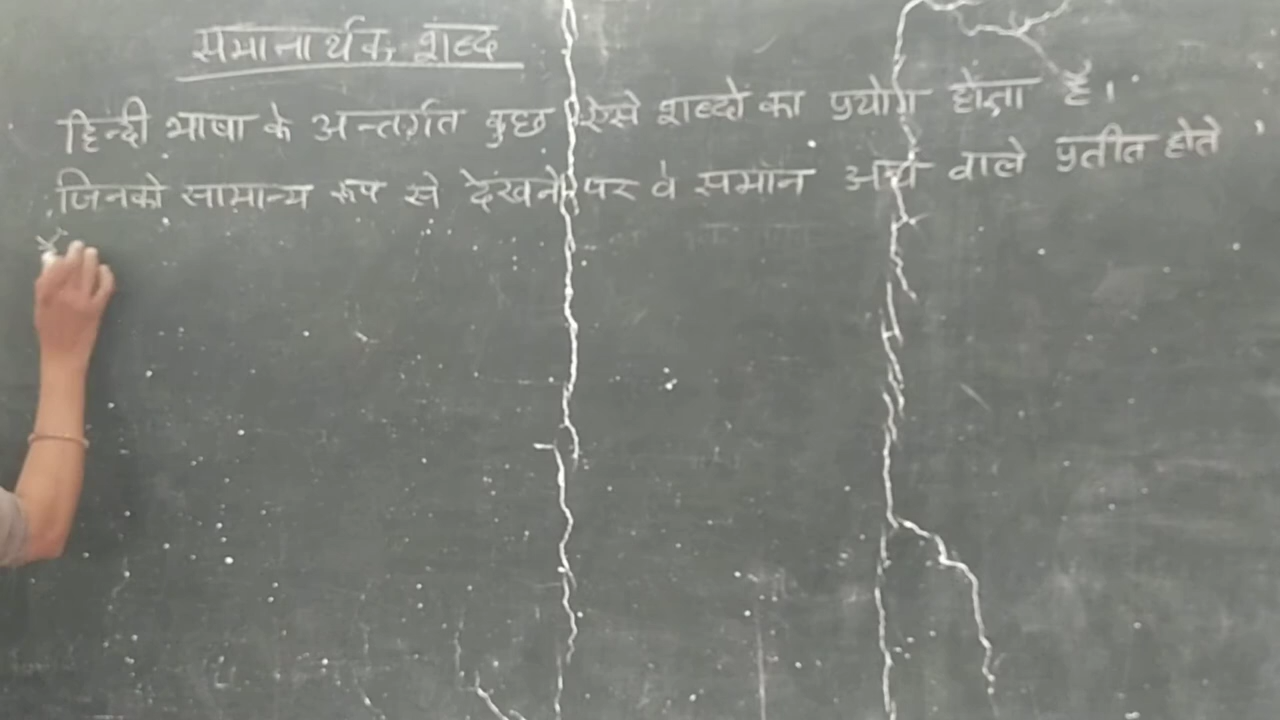 समानार्थक शब्द
हिन्दी भाषा के अन्तर्गत कुछ ऐसे शब्दों का प्रयोग होता है।
जिनको सामान्य रूप से देखने पर वे समान अर्थ वाले प्रतीत होते